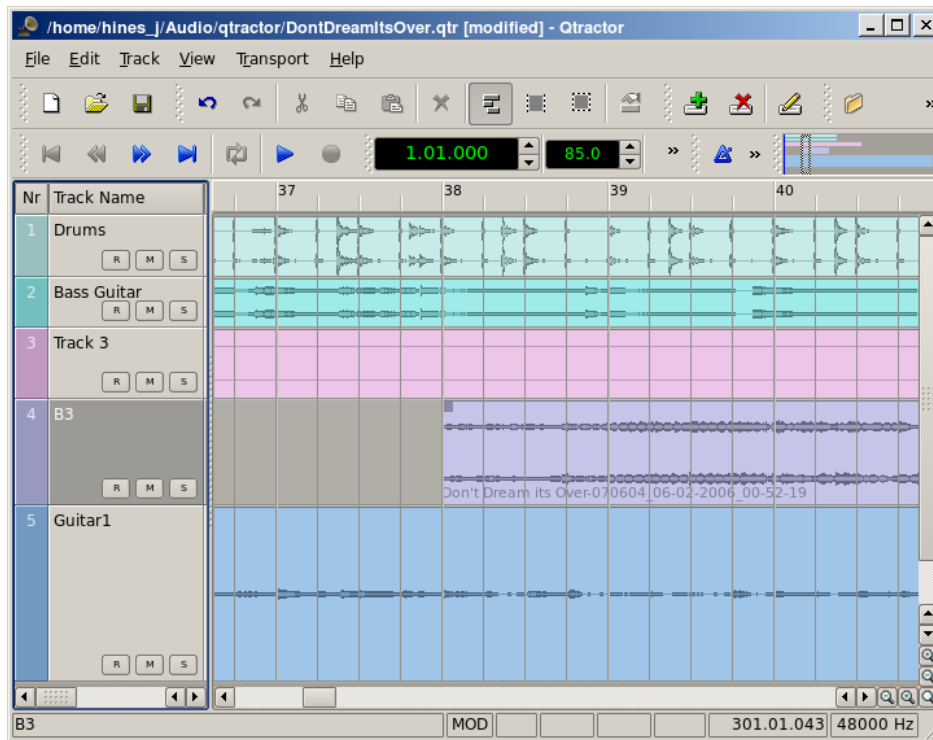 /home/hines_j/Audio/qtractor/DontDreamItsOver.qtr [modified] - Qtractor
File Edit Track View Transport Help
1.01.000 85.0
Nr Track Name 37 38 39 40
1 Drums
R M S
2 Bass Guitar
R M S
3 Track 3
R M S
4 B3
R M S
Don't Dream its Over-070604_06-02-2006_00-52-19
5 Guitar1
R M S
B3 MOD 301.01.043 48000 Hz